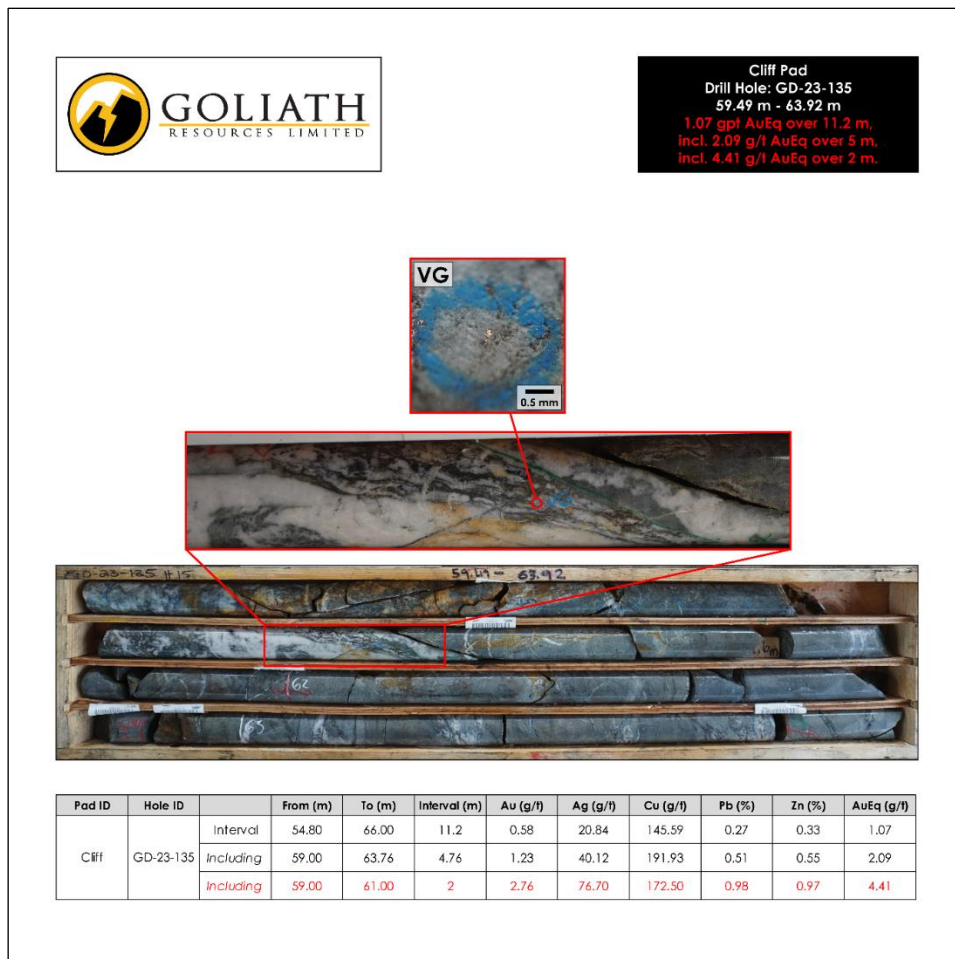 GOLIATH
RESOURCES LIMITED
Cliff Pad
Drill Hole: GD-23-135
59.49 m - 63.92 m
1.07 gpt AuEq over 11.2 m,
incl. 2.09 g/t AuEq over 5 m,
incl. 4.41 g/t AuEq over 2 m.
VG
0.5 mm
GD-23-135 #15 59.49 - 63.92
62
63
Pad ID Hole ID From (m) To (m) Interval (m) Au (g/t) Ag (g/t) Cu (g/t) Pb (%) Zn (%) AuEq (g/t)
Cliff GD-23-135 Interval 54.80 66.00 11.2 0.58 20.84 145.59 0.27 0.33 1.07
Including 59.00 63.76 4.76 1.23 40.12 191.93 0.51 0.55 2.09
Including 59.00 61.00 2 2.76 76.70 172.50 0.98 0.97 4.41